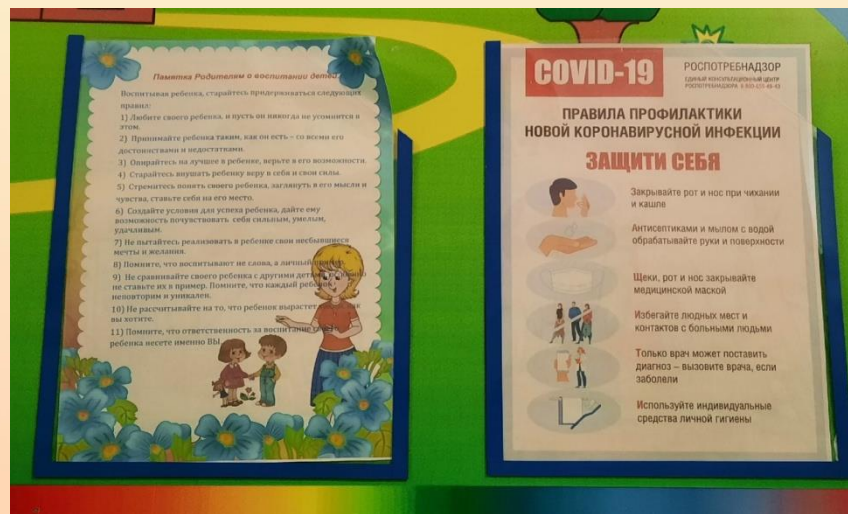 Памятка Родителям о воспитании детей
Воспитывая ребенка, старайтесь придерживаться следующих
правил:
1) Любите своего ребенка, и пусть он никогда не усомнится в
этом.
2) Принимайте ребенка таким, как он есть – со всеми его
достоинствами и недостатками.
3) Опирайтесь на лучшее в ребенке, верьте в его возможности.
4) Старайтесь внушать ребенку веру в себя и свои силы.
5) Стремитесь понять своего ребенка, заглянуть в его мысли и
чувства, ставьте себя на его место.
6) Создайте условия для успеха ребенка, дайте ему
возможность почувствовать себя сильным, умелым,
удачливым.
7) Не пытайтесь реализовать в ребенке свои несбывшиеся
мечты и желания.
8) Помните, что воспитывают не слова, а личный пример.
9) Не сравнивайте своего ребенка с другими детьми
не ставьте их в пример. Помните, что каждый ребенок
неповторим и уникален.
10) Не рассчитывайте на то, что ребенок вырастет
вы хотите.
11) Помните, что ответственность за воспитание
ребенка несете именно ВЫ.
COVID-19
РОСПОТРЕБНАДЗОР
ЕДИНЫЙ КОНСУЛЬТАЦИОННЫЙ ЦЕНТР
РОСПОТРЕБНАДЗОРА
ПРАВИЛА ПРОФИЛАКТИКИ
НОВОЙ КОРОНАВИРУСНОЙ ИНФЕКЦИИ
ЗАЩИТИ СЕБЯ
Закрывайте рот и нос при чихании
и кашле
Антисептиками и мылом с водой
обрабатывайте руки и поверхности
Щеки, рот и нос закрывайте
медицинской маской
Избегайте людных мест и
контактов с больными людьми
Только врач может поставить
диагноз – вызовите врача, если
заболели
Используйте индивидуальные
средства личной гигиены